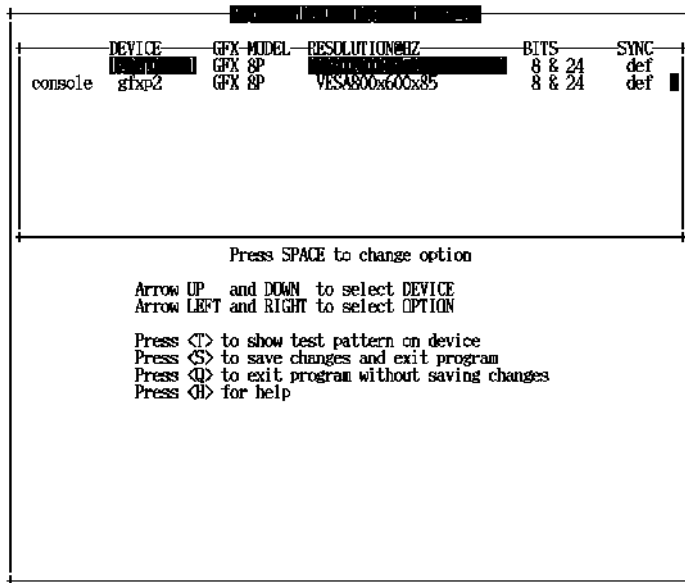 DEVICE GFX-MODEL RESOLUTION@HZ BITS SYNC
GFX 8P 8 & 24 def
console gfxp2 GFX 8P VESA800x600x85 8 & 24 def
Press SPACE to change option
Arrow UP and DOWN to select DEVICE
Arrow LEFT and RIGHT to select OPTION
Press <T> to show test pattern on device
Press <S> to save changes and exit program
Press <Q> to exit program without saving changes
Press <H> for help